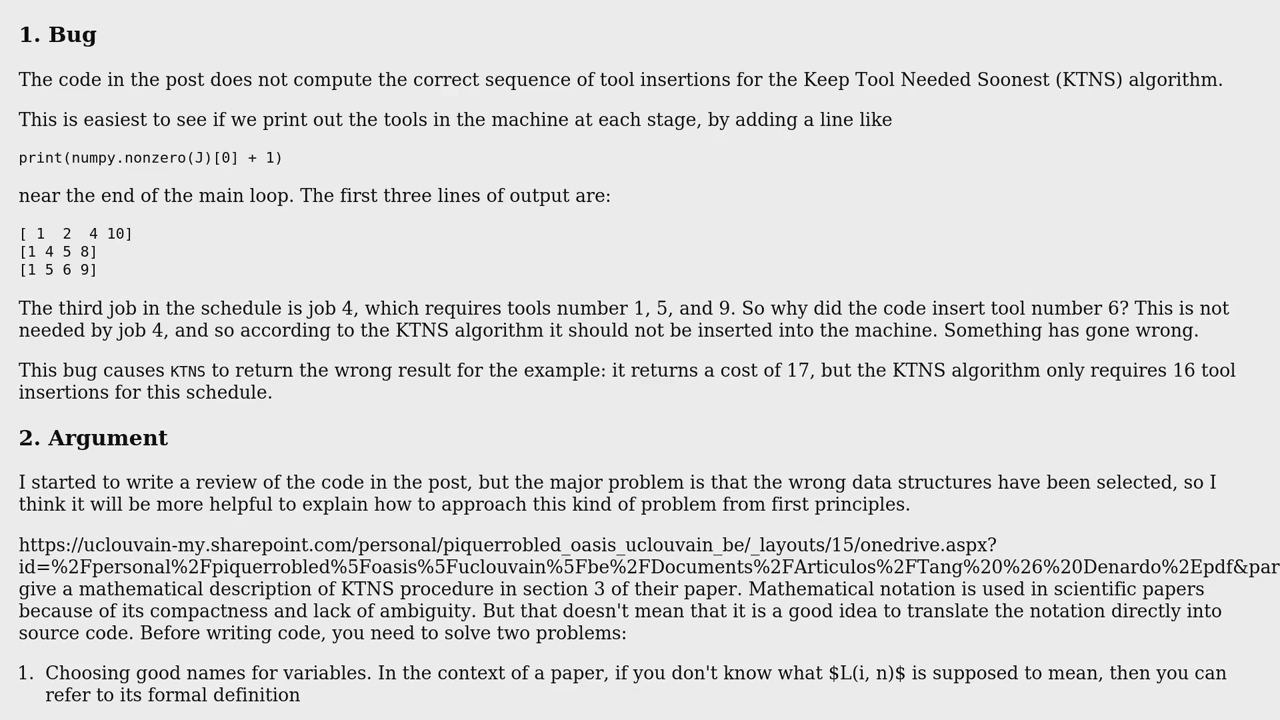 1. Bug
The code in the post does not compute the correct sequence of tool insertions for the Keep Tool Needed Soonest (KTNS) algorithm.
This is easiest to see if we print out the tools in the machine at each stage, by adding a line like
print(numpy.nonzero(J)[0] + 1)
near the end of the main loop. The first three lines of output are:
[ 1  2  4 10]
[1 4 5 8]
[1 5 6 9]
The third job in the schedule is job 4, which requires tools number 1, 5, and 9. So why did the code insert tool number 6? This is not
needed by job 4, and so according to the KTNS algorithm it should not be inserted into the machine. Something has gone wrong.
This bug causes KTNS to return the wrong result for the example: it returns a cost of 17, but the KTNS algorithm only requires 16 tool
insertions for this schedule.
2. Argument
I started to write a review of the code in the post, but the major problem is that the wrong data structures have been selected, so I
think it will be more helpful to explain how to approach this kind of problem from first principles.
https://uclouvain-my.sharepoint.com/personal/piquerrobled_oasis_uclouvain_be/_layouts/15/onedrive.aspx?
id=%2Fpersonal%2Fpiquerrobled%5Foasis%5Fuclouvain%5Fbe%2FDocuments%2FArticulos%2FTang%20%26%20Denardo%2Epdf&par
give a mathematical description of KTNS procedure in section 3 of their paper. Mathematical notation is used in scientific papers
because of its compactness and lack of ambiguity. But that doesn't mean that it is a good idea to translate the notation directly into
source code. Before writing code, you need to solve two problems:
1. Choosing good names for variables. In the context of a paper, if you don't know what $L(i, n)$ is supposed to mean, then you can
refer to its formal definition